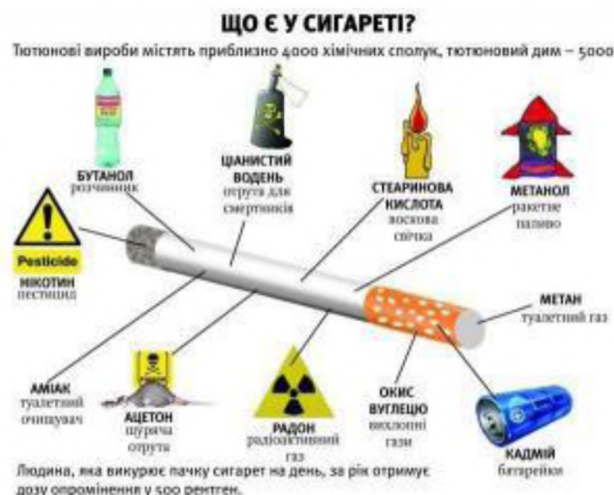 ЩО Є У СИГАРЕТІ?
Тютюнові вироби містять приблизно 4000 хімічних сполук, тютюновий дим – 5000
БУТАНОЛ
розчинник
ЦІАНИСТИЙ
ВОДЕНЬ
отрута для
смертників
СТЕАРИНОВА
КИСЛОТА
воскова
свічка
МЕТАНОЛ
ракетне
паливо
Pesticide
НІКОТИН
пестицид
МЕТАН
туалетний газ
АМІАК
туалетний
очищувач
АЦЕТОН
щуряча
отрута
РАДОН
радіоактивний
газ
ОКИС
ВУГЛЕЦЮ
вихлопні
гази
КАДМІЙ
батарейки
Людина, яка викурює пачку сигарет на день, за рік отримує
дозу опромінення у 500 рентген.